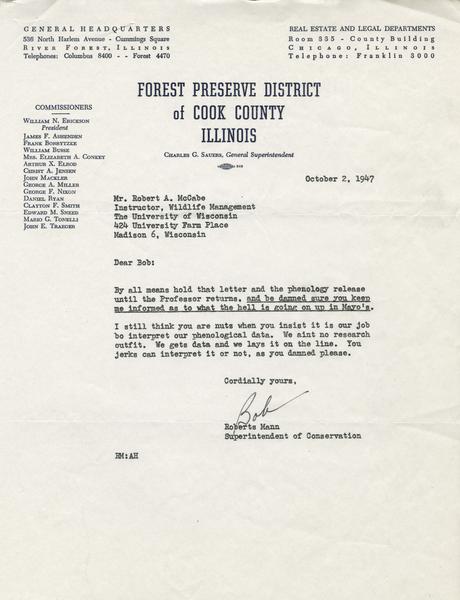 GENERAL HEADQUARTERS
536 North Harlem Avenue - Cummings Square
RIVER FOREST, ILLINOIS
Telephones: Columbus 8400 -- Forest 4470
REAL ESTATE AND LEGAL DEPARTMENTS
Room 355 - County Building
CHICAGO, ILLINOIS
Telephone: Franklin 3000
FOREST PRESERVE DISTRICT
of COOK COUNTY
ILLINOIS
CHARLES G. SAUERS, General Superintendent
COMMISSIONERS
WILLIAM N. ERICKSON
President
JAMES F. ASHENDEN
FRANK BOBRYTZKE
WILLIAM BUSSE
MRS. ELIZABETH A. CONKEY
ARTHUR X. ELROD
CHRIST A. JENSEN
JOHN MACKLER
GEORGE A. MILLER
GEORGE F. NIXON
DANIEL RYAN
CLAYTON F. SMITH
EDWARD M. SNEED
MARIO G. TONELLI
JOHN E. TRAEGER
October 2, 1947
Mr. Robert A. McCabe
Instructor, Wildlife Management
The University of Wisconsin
424 University Farm Place
Madison 6, Wisconsin
Dear Bob:
By all means hold that letter and the phenology release
until the Professor returns, and be damned sure you keep
me informed as to what the hell is going on up in Mayo's.
I still think you are nuts when you insist it is our job
bo interpret our phenological data. We aint no research
outfit. We gets data and we lays it on the line. You
jerks can interpret it or not, as you damned please.
Cordially yours,
Bob
Roberts Mann
Superintendent of Conservation
RM:AH